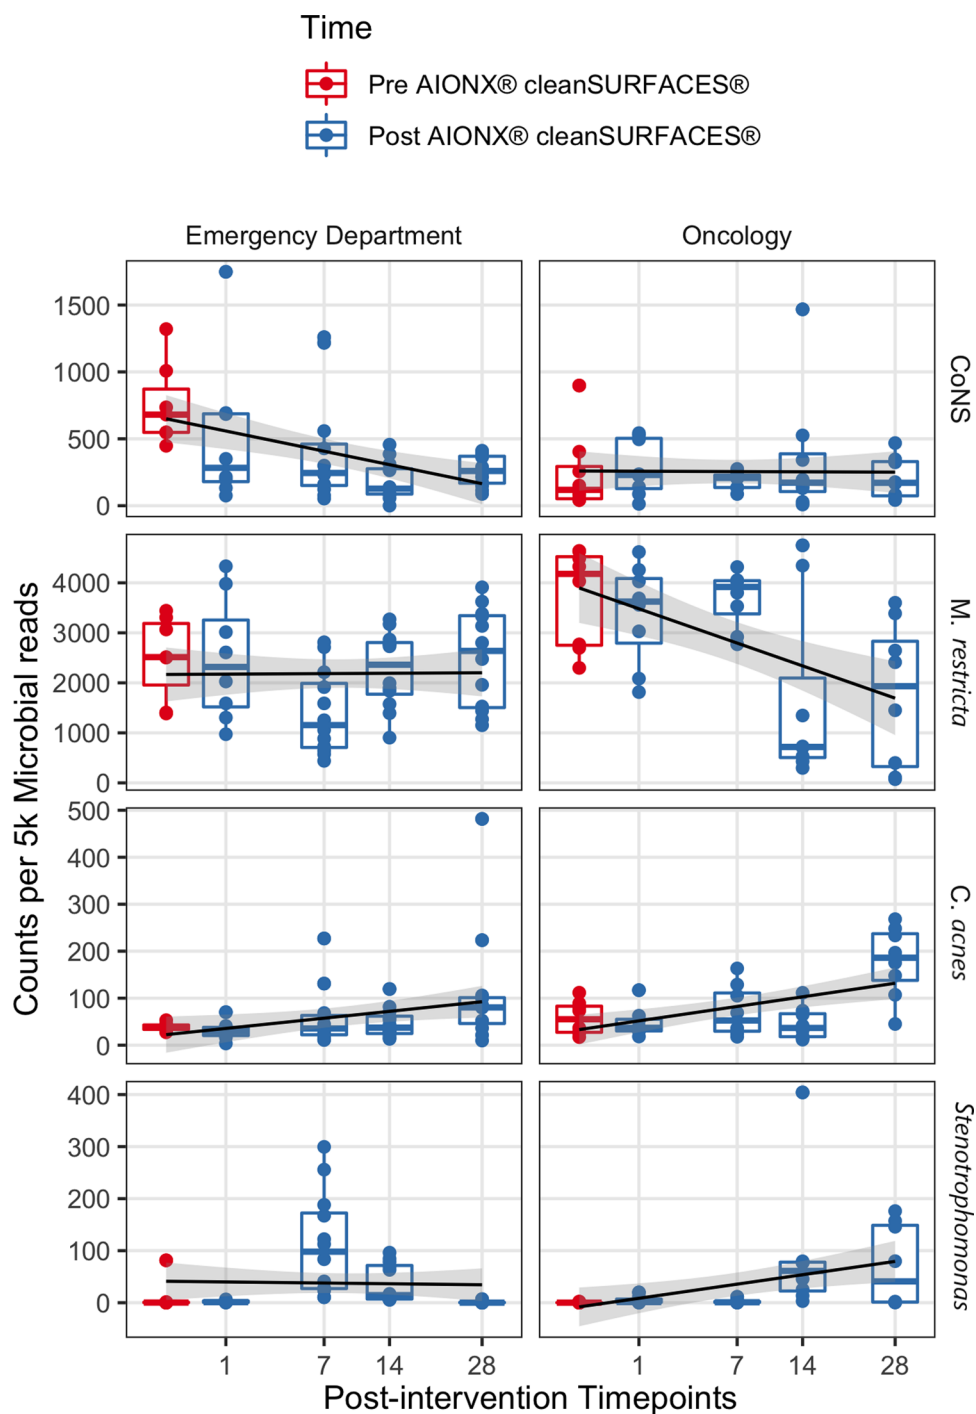 Time
Pre AIONX® cleanSURFACES®
Post AIONX® cleanSURFACES®
Emergency Department
Oncology
1500
1000
500
0
CoNS
4000
3000
2000
1000
0
M. restricta
500
400
300
200
100
0
C. acnes
400
300
200
100
0
Stenotrophomonas
Counts per 5k Microbial reads
1 7 14 28
1 7 14 28
Post-intervention Timepoints